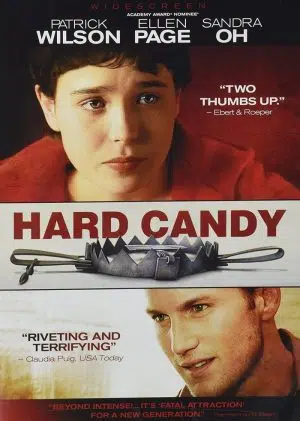 WIDESCREEN
PATRICK WILSON
ACADEMY AWARD® NOMINEE®
ELLEN PAGE
SANDRA OH
"TWO
THUMBS UP."
– Ebert & Roeper
HARD CANDY
"RIVETING AND
TERRIFYING."
– Claudia Puig, USA Today
"BEYOND INTENSE!... IT'S 'FATAL ATTRACTION'
FOR A NEW GENERATION."